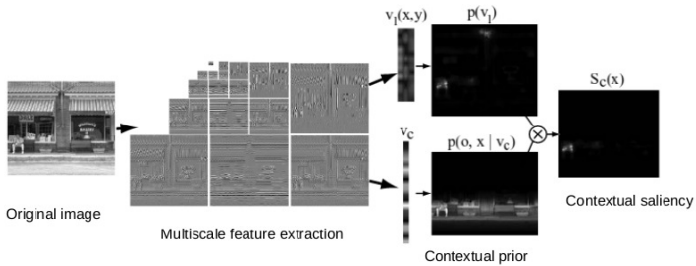 v_l(x,y)
p(v_l)
S_c(x)
v_c
p(o, x | v_c)
Original image
Multiscale feature extraction
Contextual prior
Contextual saliency